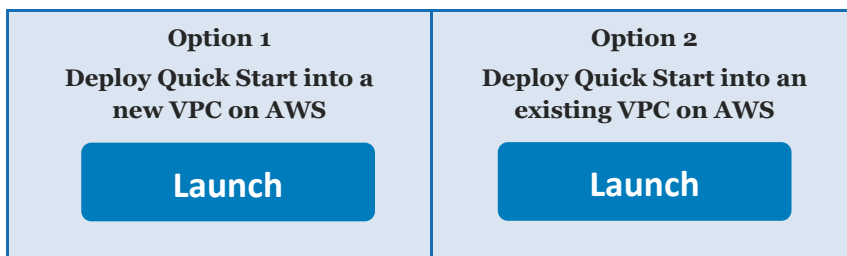 Option 1
Deploy Quick Start into a
new VPC on AWS
Launch
Option 2
Deploy Quick Start into an
existing VPC on AWS
Launch